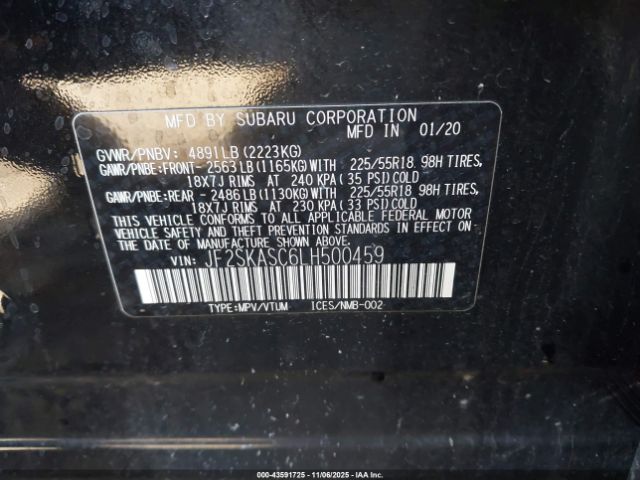 MFD BY SUBARU CORPORATION
MFD IN 01/20
GVWR/PNBV: 4891LB(2223KG)
GAWR/PNBE:FRONT-2563LB(1165KG)WITH 225/55R18 98H TIRES,
18X7J RIMS AT 240 KPA(35 PSI)COLD
GAWR/PNBE:REAR -2486LB(1130KG)WITH 225/55R18 98H TIRES,
18X7J RIMS AT 230 KPA(33 PSI)COLD
THIS VEHICLE CONFORMS TO ALL APPLICABLE FEDERAL MOTOR
VEHICLE SAFETY AND THEFT PREVENTION STANDARDS IN EFFECT
ON THE DATE OF MANUFACTURE SHOWN ABOVE.
VIN: JF2SKASC6LH500459
TYPE:MPV/VTUM ICES/NMB-002
000-43591725 - 11/06/2025 - IAAI.CA